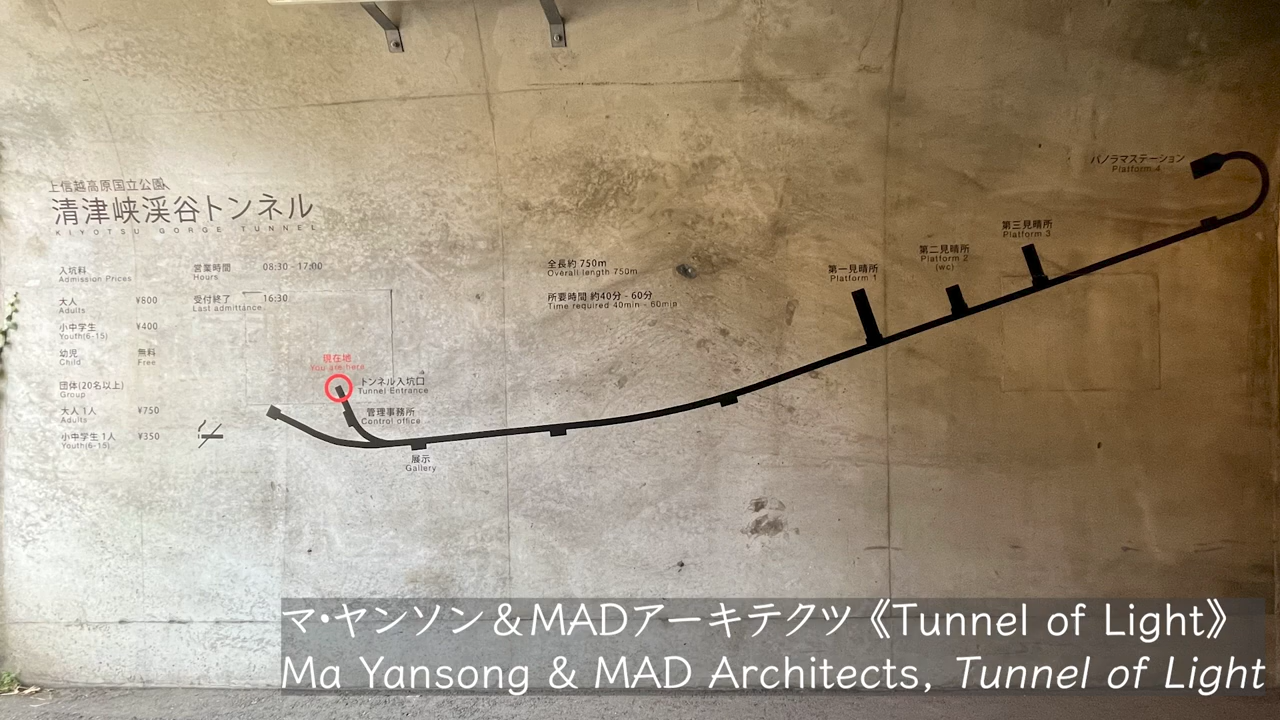 上信越高原国立公園
清津峡渓谷トンネル
KIYOTSU GORGE TUNNEL
入坑料
Admission Prices
大人 ¥800
Adults
小中学生 ¥400
Youth(6-15)
幼児 無料
Child Free
団体(20名以上)
Group
大人 1人 ¥750
Adults
小中学生 1人 ¥350
Youth(6-15)
営業時間 08:30 - 17:00
Hours
受付終了 16:30
Last admittance
全長約 750m
Overall length 750m
所要時間 約40分 - 60分
Time required 40min - 60min
現在地
You are here
トンネル入坑口
Tunnel Entrance
管理事務所
Control office
展示
Gallery
第一見晴所
Platform 1
第二見晴所
Platform 2
(wc)
第三見晴所
Platform 3
パノラマステーション
Platform 4
マ・ヤンソン&MADアーキテクツ《Tunnel of Light》
Ma Yansong & MAD Architects, Tunnel of Light